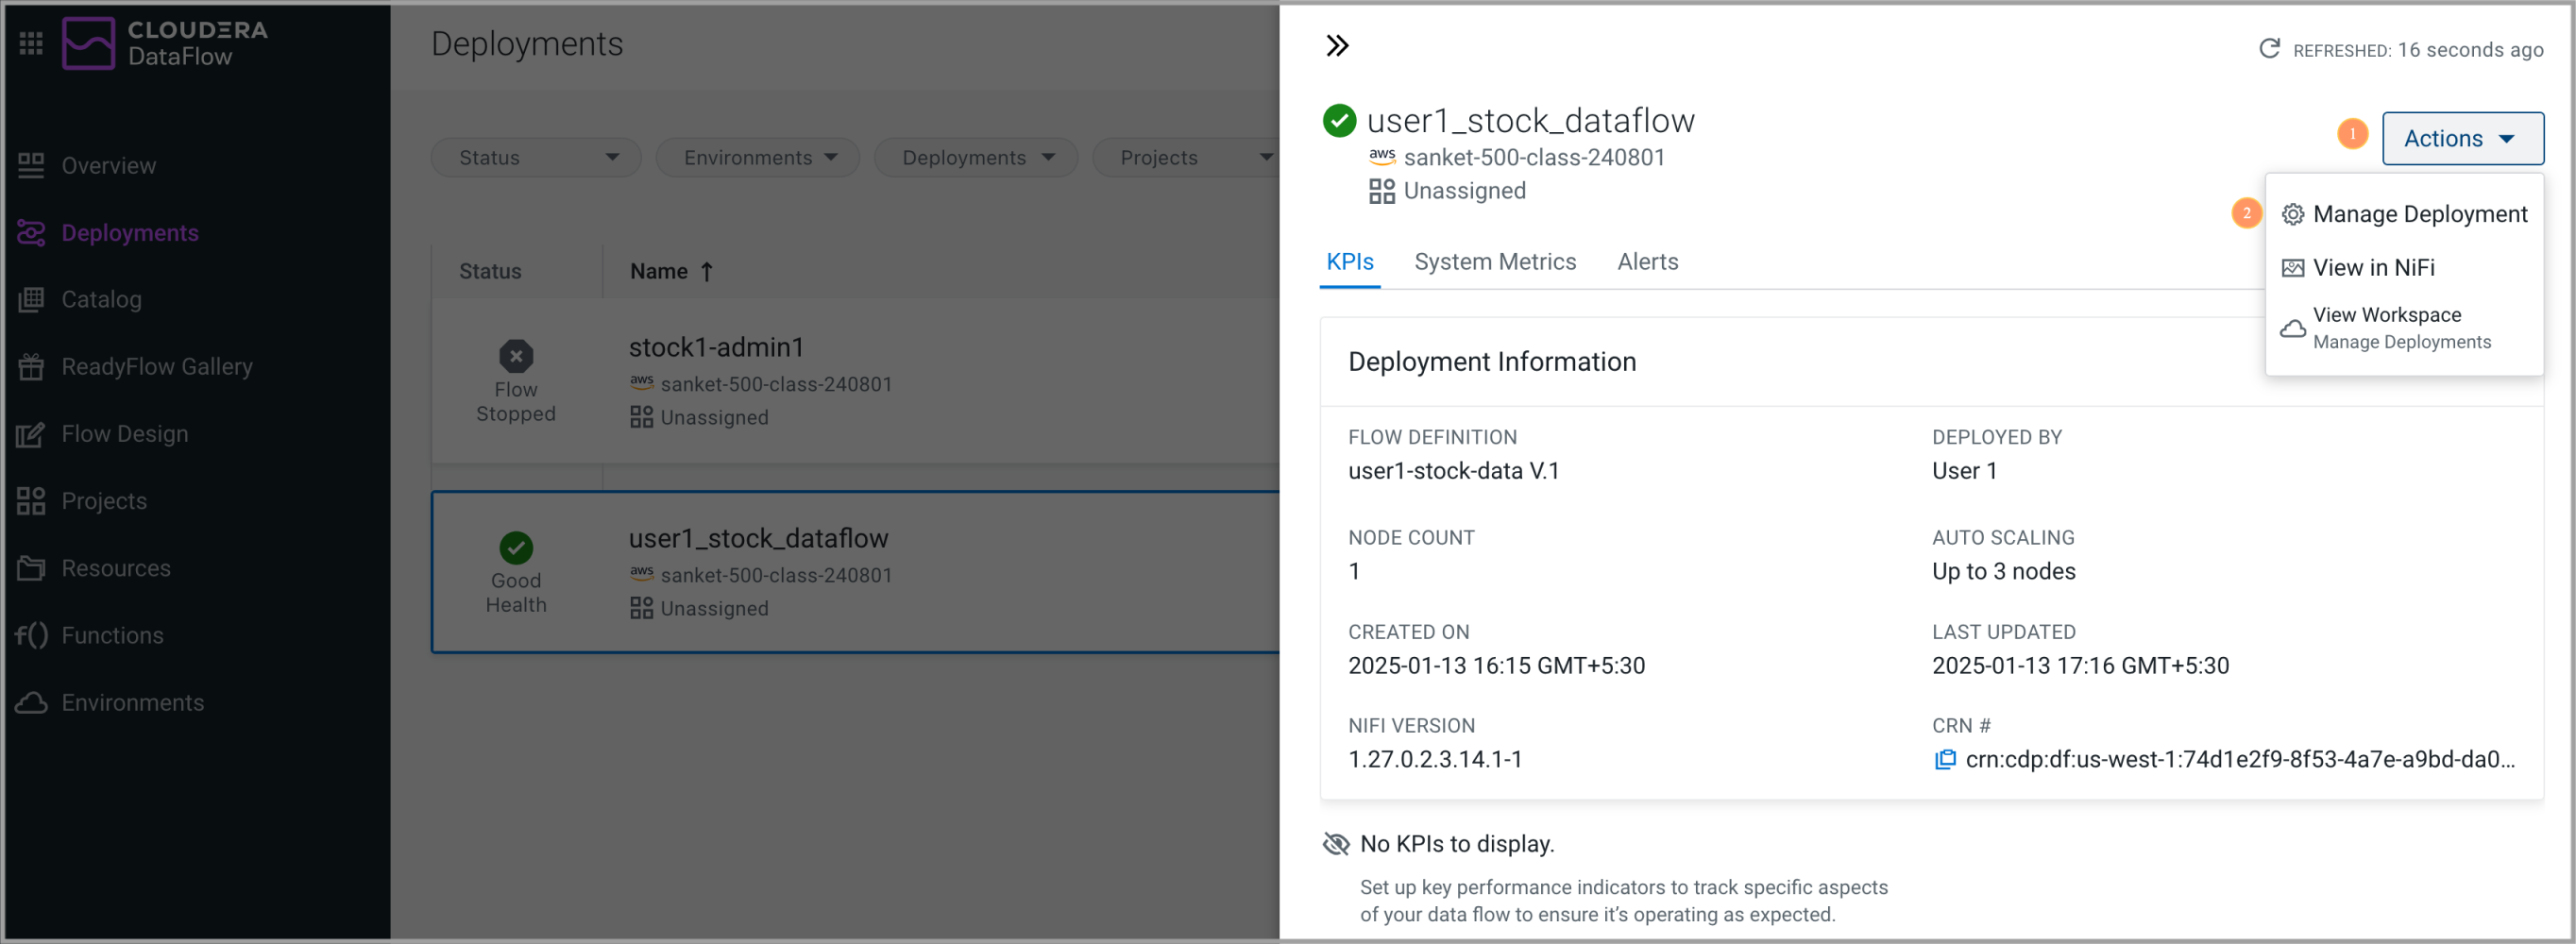 CLOUDERA
DataFlow
Overview
Deployments
Catalog
ReadyFlow Gallery
Flow Design
Projects
Resources
Functions
Environments
Deployments
Status
Environments
Deployments
Projects
Status
Name ↑
Flow
Stopped
stock1-admin1
aws sanket-500-class-240801
Unassigned
Good
Health
user1_stock_dataflow
aws sanket-500-class-240801
Unassigned
REFRESHED: 16 seconds ago
user1_stock_dataflow
aws sanket-500-class-240801
Unassigned
1
Actions
2
Manage Deployment
View in NiFi
View Workspace
Manage Deployments
KPIs
System Metrics
Alerts
Deployment Information
FLOW DEFINITION
user1-stock-data V.1
DEPLOYED BY
User 1
NODE COUNT
1
AUTO SCALING
Up to 3 nodes
CREATED ON
2025-01-13 16:15 GMT+5:30
LAST UPDATED
2025-01-13 17:16 GMT+5:30
NIFI VERSION
1.27.0.2.3.14.1-1
CRN #
crn:cdp:df:us-west-1:74d1e2f9-8f53-4a7e-a9bd-da0...
No KPIs to display.
Set up key performance indicators to track specific aspects
of your data flow to ensure it’s operating as expected.